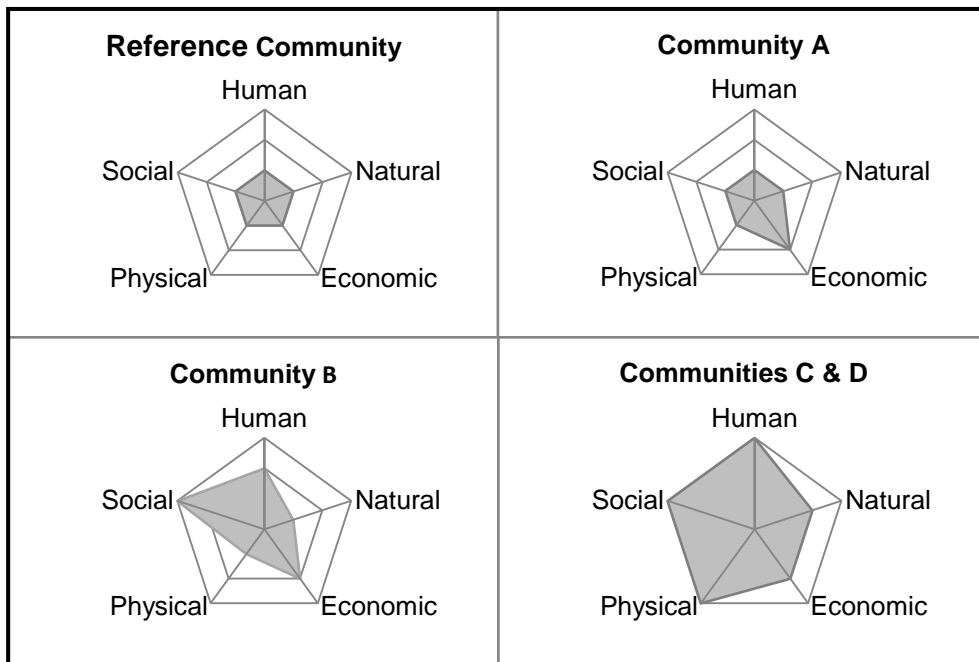 Reference Community
Human
Social
Natural
Physical
Economic
Community A
Human
Social
Natural
Physical
Economic
Community B
Human
Social
Natural
Physical
Economic
Communities C & D
Human
Social
Natural
Physical
Economic